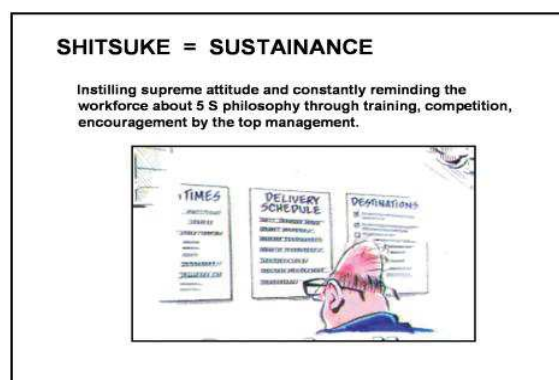 SHITSUKE = SUSTAINANCE
Instilling supreme attitude and constantly reminding the
workforce about 5 S philosophy through training, competition,
encouragement by the top management.
TIMES
DELIVERY
SCHEDULE
DESTINATIONS